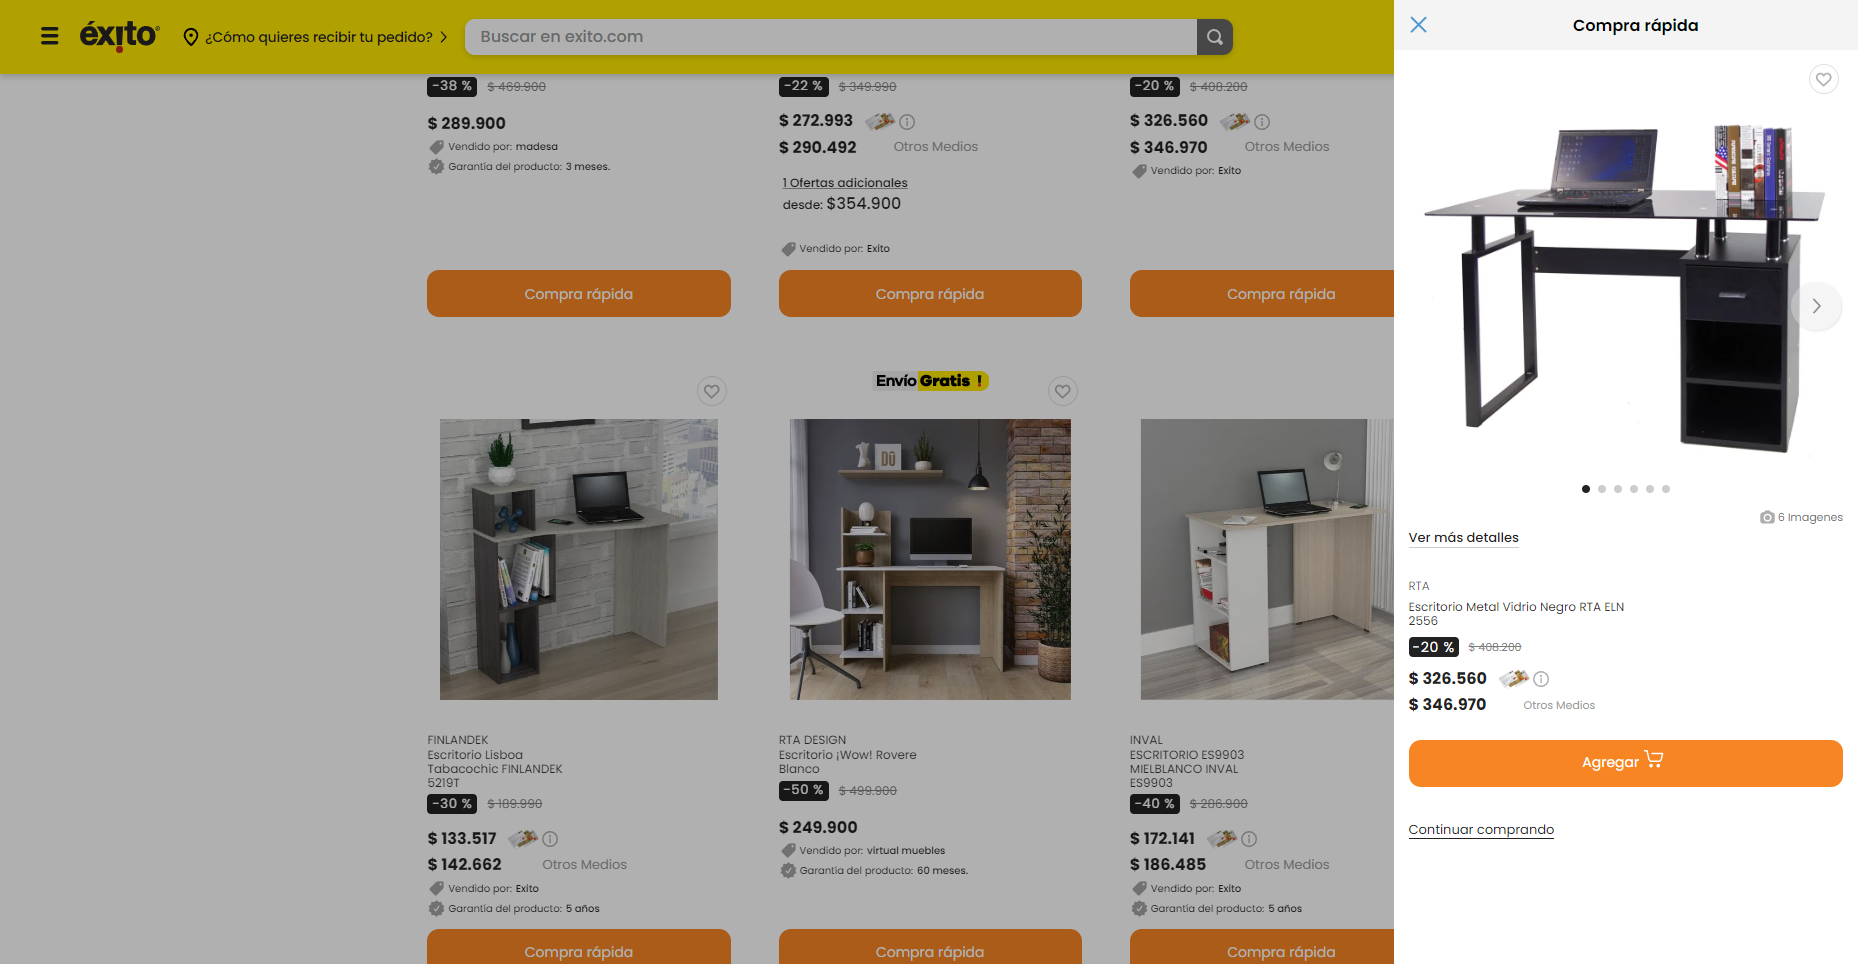 éxito
¿Cómo quieres recibir tu pedido?
Buscar en exito.com
-38 % $ 469.900
$ 289.900
Vendido por: madesa
Garantía del producto: 3 meses.
Compra rápida
-22 % $ 349.990
$ 272.993
$ 290.492 Otros Medios
1 Ofertas adicionales
desde: $354.900
Vendido por: Exito
Compra rápida
-20 % $ 408.200
$ 326.560
$ 346.970 Otros Medios
Vendido por: Exito
Compra rápida
FINLANDEK
Escritorio Lisboa
Tabacochic FINLANDEK
5219T
-30 % $ 189.990
$ 133.517
$ 142.662 Otros Medios
Vendido por: Exito
Garantía del producto: 5 años
Compra rápida
Envío Gratis !
RTA DESIGN
Escritorio ¡Wow! Rovere
Blanco
-50 % $ 499.900
$ 249.900
Vendido por: virtual muebles
Garantía del producto: 60 meses.
Compra rápida
INVAL
ESCRITORIO ES9903
MIELBLANCO INVAL
ES9903
-40 % $ 286.900
$ 172.141
$ 186.485 Otros Medios
Vendido por: Exito
Garantía del producto: 5 años
Compra rápida
Compra rápida
6 Imagenes
Ver más detalles
RTA
Escritorio Metal Vidrio Negro RTA ELN
2556
-20 % $ 408.200
$ 326.560
$ 346.970 Otros Medios
Agregar
Continuar comprando